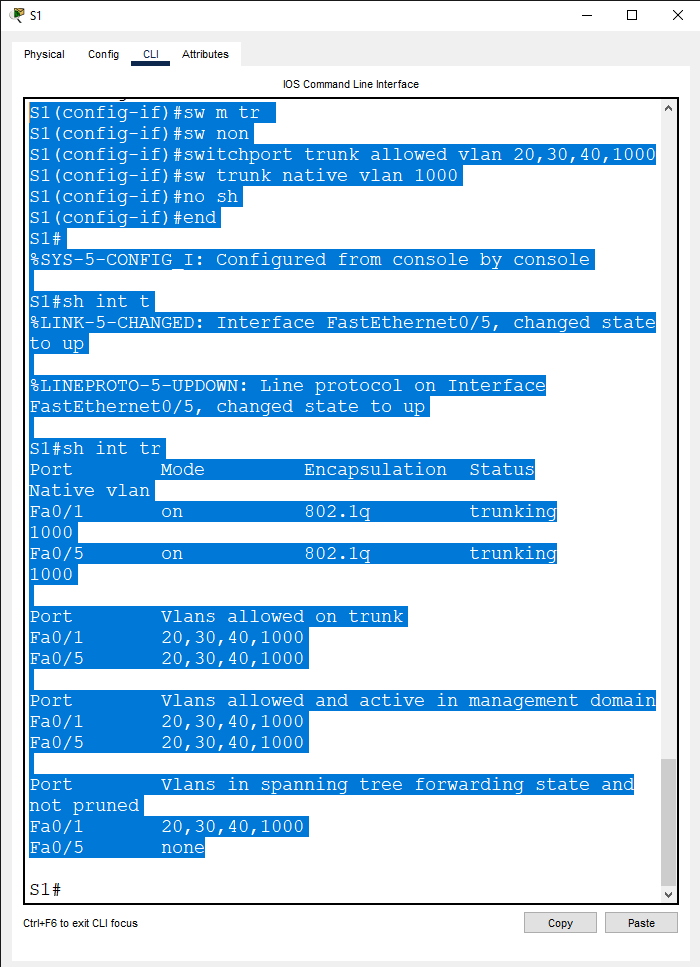 S1
Physical Config CLI Attributes
IOS Command Line Interface
S1(config-if)#sw m tr
S1(config-if)#sw non
S1(config-if)#switchport trunk allowed vlan 20,30,40,1000
S1(config-if)#sw trunk native vlan 1000
S1(config-if)#no sh
S1(config-if)#end
S1#
%SYS-5-CONFIG_I: Configured from console by console
S1#sh int t
%LINK-5-CHANGED: Interface FastEthernet0/5, changed state
to up
%LINEPROTO-5-UPDOWN: Line protocol on Interface
FastEthernet0/5, changed state to up
S1#sh int tr
Port Mode Encapsulation Status
Native vlan
Fa0/1 on 802.1q trunking
1000
Fa0/5 on 802.1q trunking
1000
Port Vlans allowed on trunk
Fa0/1 20,30,40,1000
Fa0/5 20,30,40,1000
Port Vlans allowed and active in management domain
Fa0/1 20,30,40,1000
Fa0/5 20,30,40,1000
Port Vlans in spanning tree forwarding state and
not pruned
Fa0/1 20,30,40,1000
Fa0/5 none
S1#
Ctrl+F6 to exit CLI focus
Copy Paste